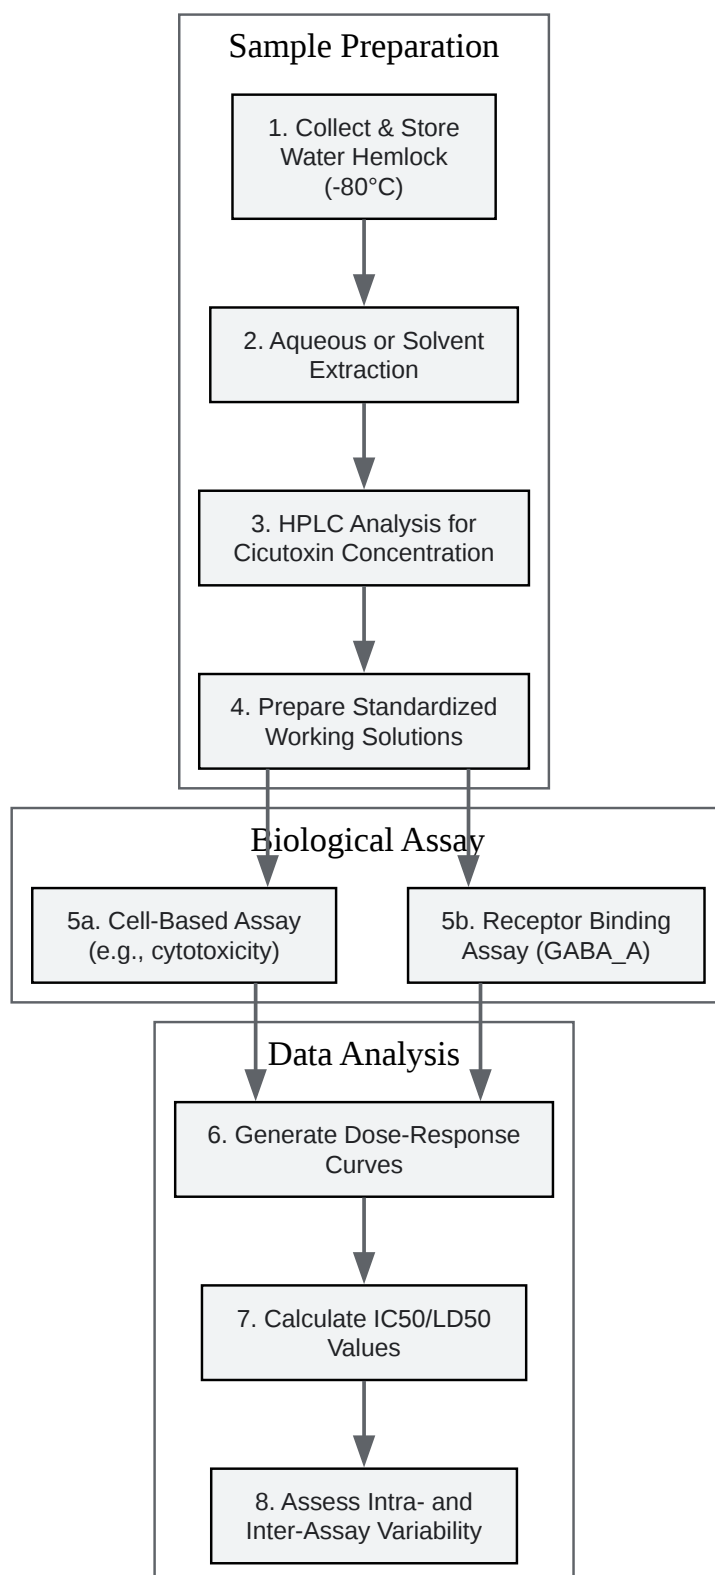 Sample Preparation
1. Collect & Store
Water Hemlock
(-80°C)
2. Aqueous or Solvent
Extraction
3. HPLC Analysis for
Cicutoxin Concentration
4. Prepare Standardized
Working Solutions
Biological Assay
5a. Cell-Based Assay
(e.g., cytotoxicity)
5b. Receptor Binding
Assay (GABA_A)
Data Analysis
6. Generate Dose-Response
Curves
7. Calculate IC50/LD50
Values
8. Assess Intra- and
Inter-Assay Variability